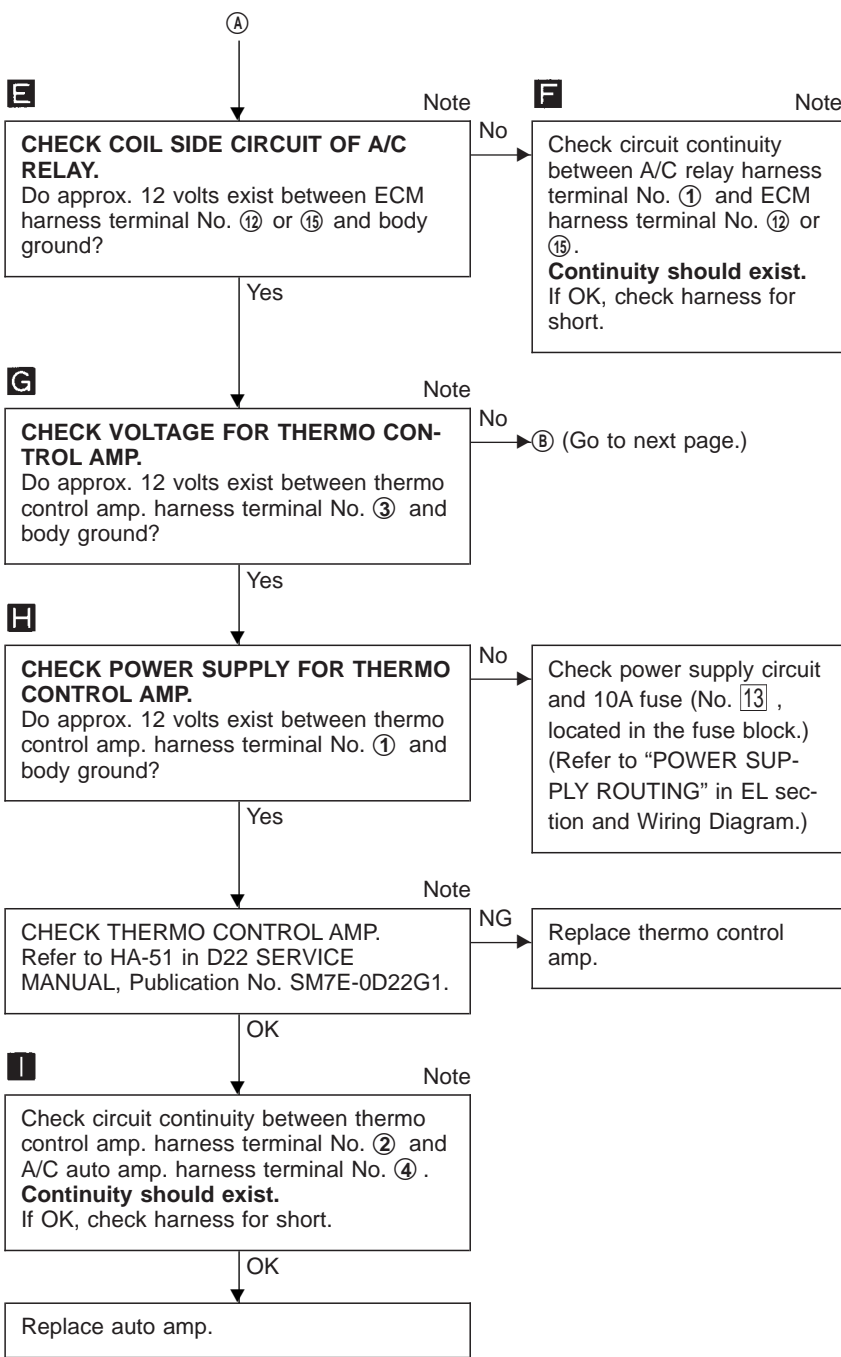 Ⓐ
E
Note
CHECK COIL SIDE CIRCUIT OF A/C
RELAY.
Do approx. 12 volts exist between ECM
harness terminal No. ⑫ or ⑮ and body
ground?
No
F
Note
Check circuit continuity
between A/C relay harness
terminal No. ① and ECM
harness terminal No. ⑫ or
⑮.
Continuity should exist.
If OK, check harness for
short.
Yes
G
Note
CHECK VOLTAGE FOR THERMO CON-
TROL AMP.
Do approx. 12 volts exist between thermo
control amp. harness terminal No. ③ and
body ground?
No
Ⓑ (Go to next page.)
Yes
H
CHECK POWER SUPPLY FOR THERMO
CONTROL AMP.
Do approx. 12 volts exist between thermo
control amp. harness terminal No. ① and
body ground?
No
Check power supply circuit
and 10A fuse (No. 13 ,
located in the fuse block.)
(Refer to “POWER SUP-
PLY ROUTING” in EL sec-
tion and Wiring Diagram.)
Yes
Note
CHECK THERMO CONTROL AMP.
Refer to HA-51 in D22 SERVICE
MANUAL, Publication No. SM7E-0D22G1.
NG
Replace thermo control
amp.
OK
I
Note
Check circuit continuity between thermo
control amp. harness terminal No. ② and
A/C auto amp. harness terminal No. ④ .
Continuity should exist.
If OK, check harness for short.
OK
Replace auto amp.